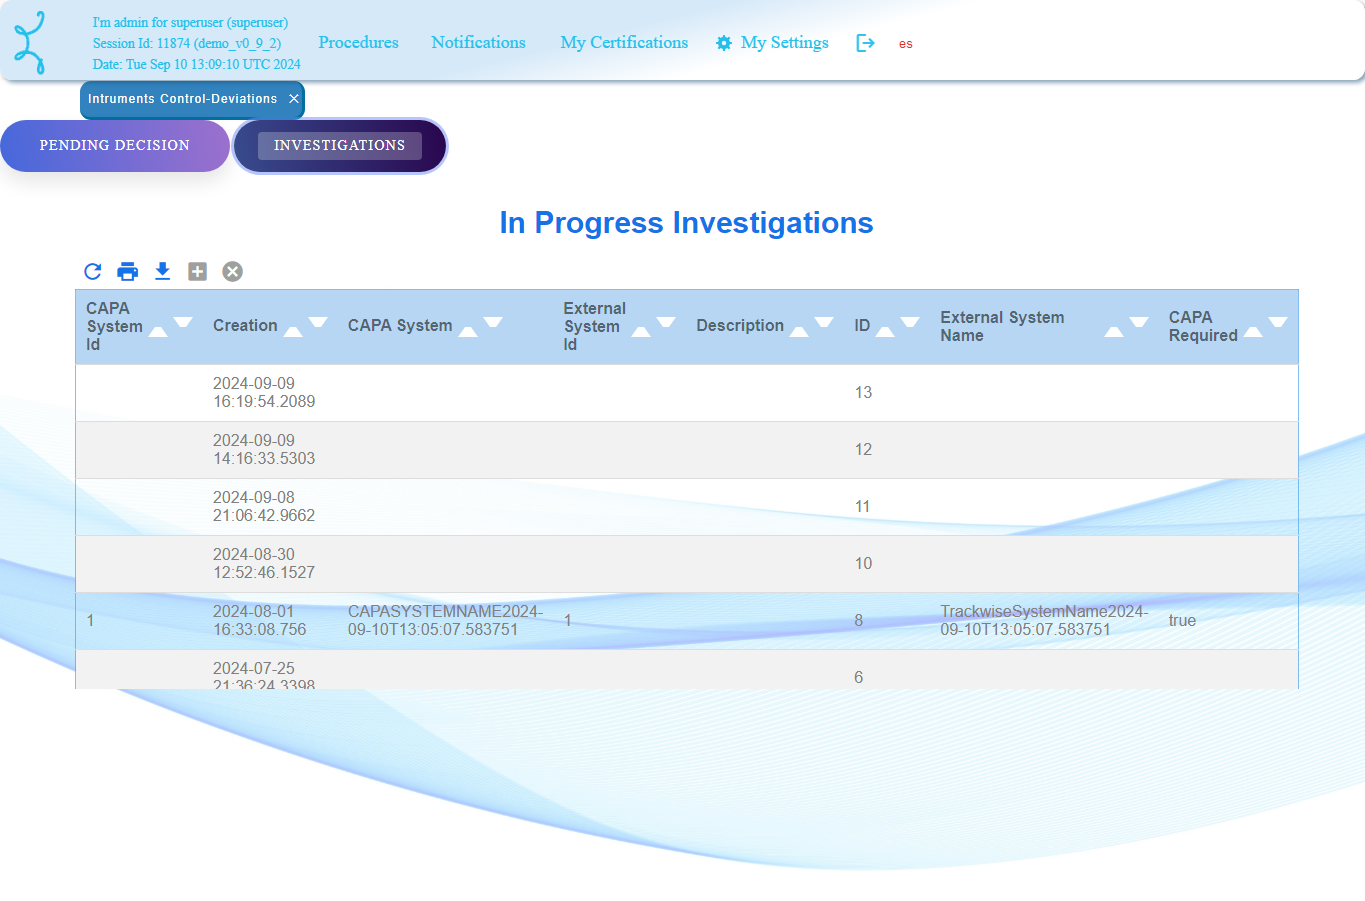 I'm admin for superuser (superuser)
Session Id: 11874 (demo_v0_9_2)
Date: Tue Sep 10 13:09:10 UTC 2024
Procedures
Notifications
My Certifications
My Settings
es
Intruments Control-Deviations
PENDING DECISION
INVESTIGATIONS
In Progress Investigations
CAPA
System
Id
Creation
CAPA System
External
System
Id
Description
ID
External System
Name
CAPA
Required
2024-09-09
16:19:54.2089
13
2024-09-09
14:16:33.5303
12
2024-09-08
21:06:42.9662
11
2024-08-30
12:52:46.1527
10
1
2024-08-01
16:33:08.756
CAPASYSTEMNAME2024-
09-10T13:05:07.583751
1
8
TrackwiseSystemName2024-
09-10T13:05:07.583751
true
2024-07-25
21:36:24.3398
6